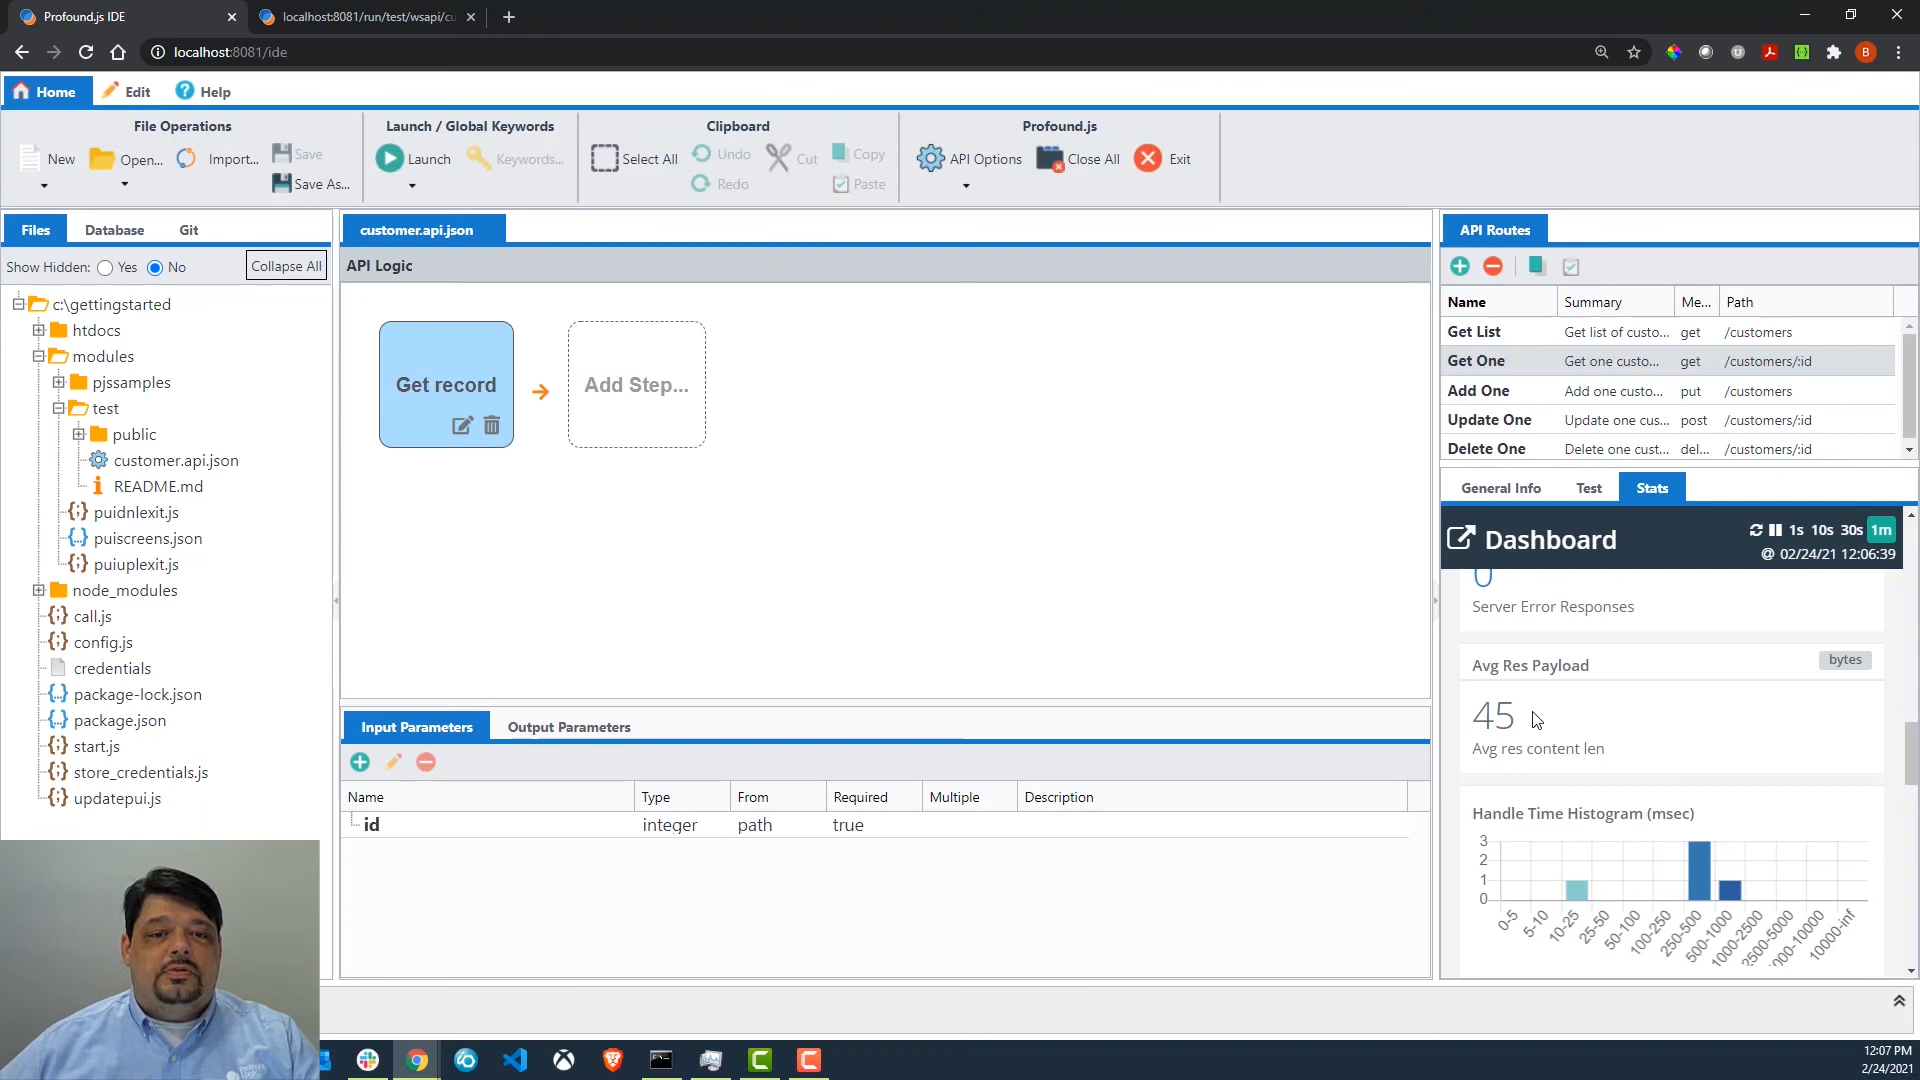 Profound.js IDE
localhost:8081/run/test/wsapi/cu
localhost:8081/ide
B
Home
Edit
Help
File Operations
Launch / Global Keywords
Clipboard
Profound.js
New
Open...
Import...
Save
Save As...
Launch
Keywords...
Select All
Undo
Redo
Cut
Copy
Paste
API Options
Close All
Exit
Files
Database
Git
Show Hidden:
Yes
No
Collapse All
c:\gettingstarted
htdocs
modules
pjssamples
test
public
customer.api.json
README.md
puidnlexit.js
puiscreens.json
puiuplexit.js
node_modules
call.js
config.js
credentials
package-lock.json
package.json
start.js
store_credentials.js
updatepui.js
customer.api.json
API Logic
Get record
Add Step...
Input Parameters
Output Parameters
Name Type From Required Multiple Description
id integer path true
API Routes
Name Summary Me... Path
Get List Get list of custo... get /customers
Get One Get one custo... get /customers/:id
Add One Add one custo... put /customers
Update One Update one cus... post /customers/:id
Delete One Delete one cust... del... /customers/:id
General Info
Test
Stats
Dashboard
1s 10s 30s 1m
@ 02/24/21 12:06:39
0
Server Error Responses
Avg Res Payload
bytes
45
Avg res content len
Handle Time Histogram (msec)
3
2
1
0
0-5
5-10
10-25
25-50
50-100
100-250
250-500
500-1000
1000-2500
2500-5000
10000-inf
12:07 PM
2/24/2021